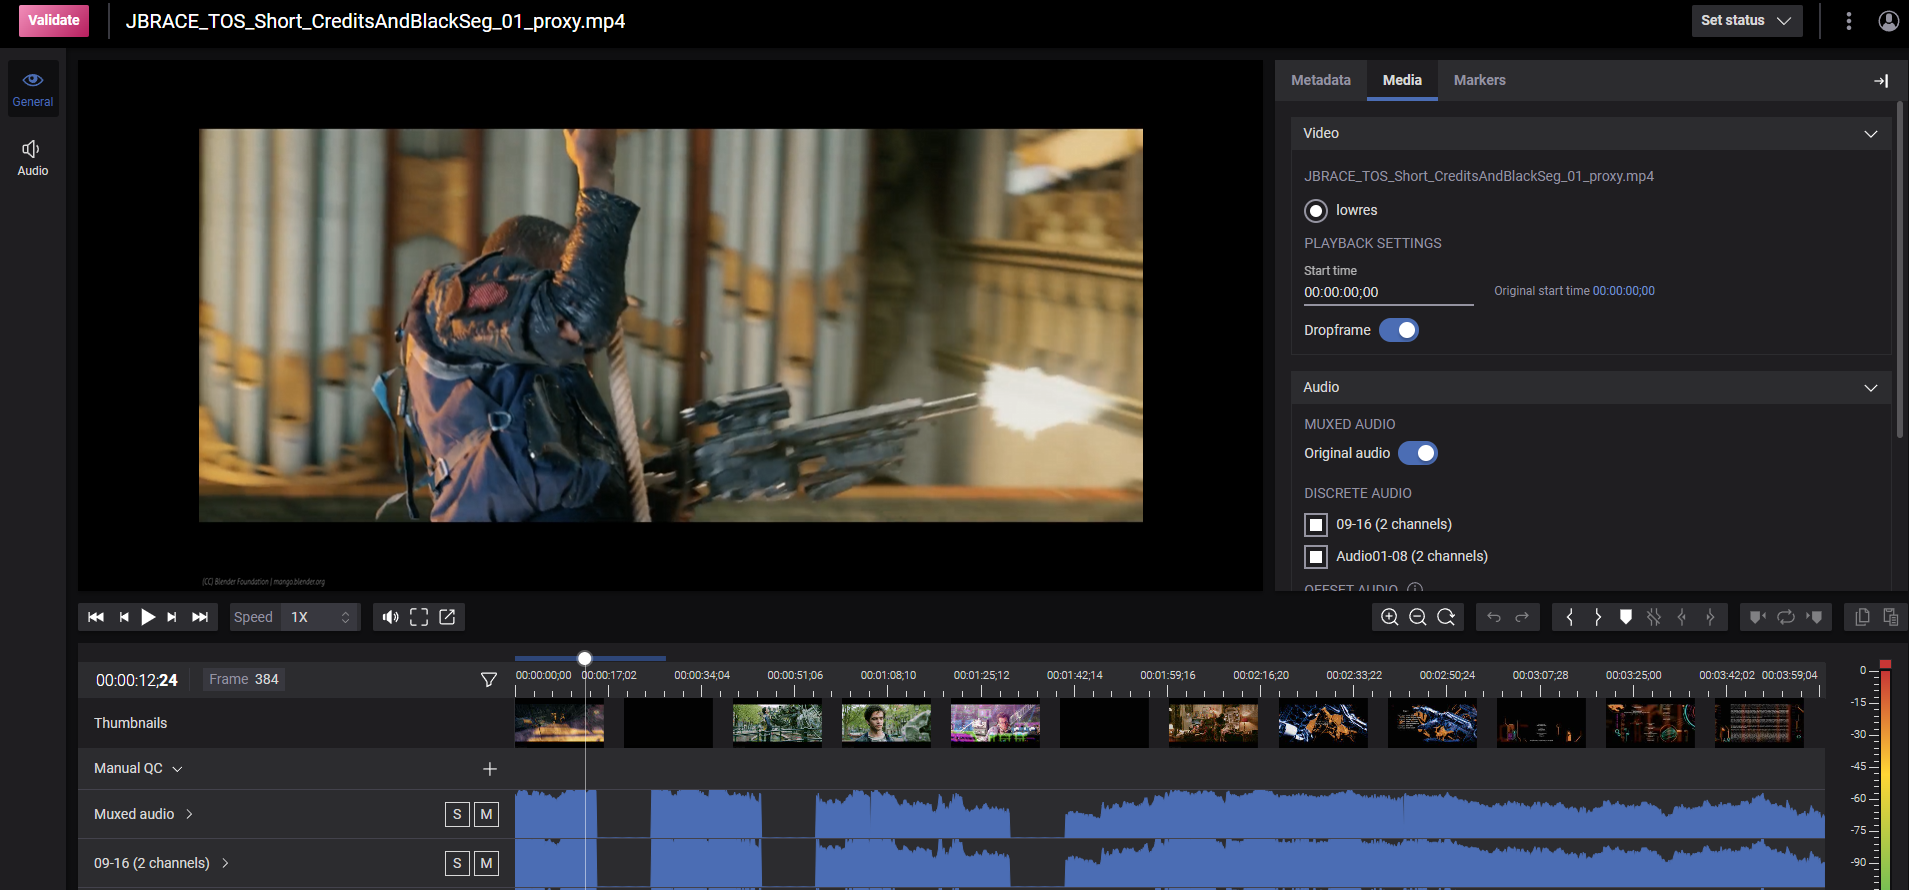 Validate
JBRACE_TOS_Short_CreditsAndBlackSeg_01_proxy.mp4
Set status
General
Audio
Metadata
Media
Markers
Video
JBRACE_TOS_Short_CreditsAndBlackSeg_01_proxy.mp4
lowres
PLAYBACK SETTINGS
Start time
00:00:00;00
Original start time 00:00:00;00
Dropframe
Audio
MUXED AUDIO
Original audio
DISCRETE AUDIO
09-16 (2 channels)
Audio01-08 (2 channels)
OFFSET AUDIO
(CC) Blender Foundation | mango.blender.org
Speed 1X
00:00:12;24
Frame 384
00:00:00;00 00:00:17;02 00:00:34;04 00:00:51;06 00:01:08;10 00:01:25;12 00:01:42;14 00:01:59;16 00:02:16;20 00:02:33;22 00:02:50;24 00:03:07;28 00:03:25;00 00:03:42;02 00:03:59;04
Thumbnails
Manual QC
Muxed audio
S M
09-16 (2 channels)
S M
0
-15
-30
-45
-60
-75
-90